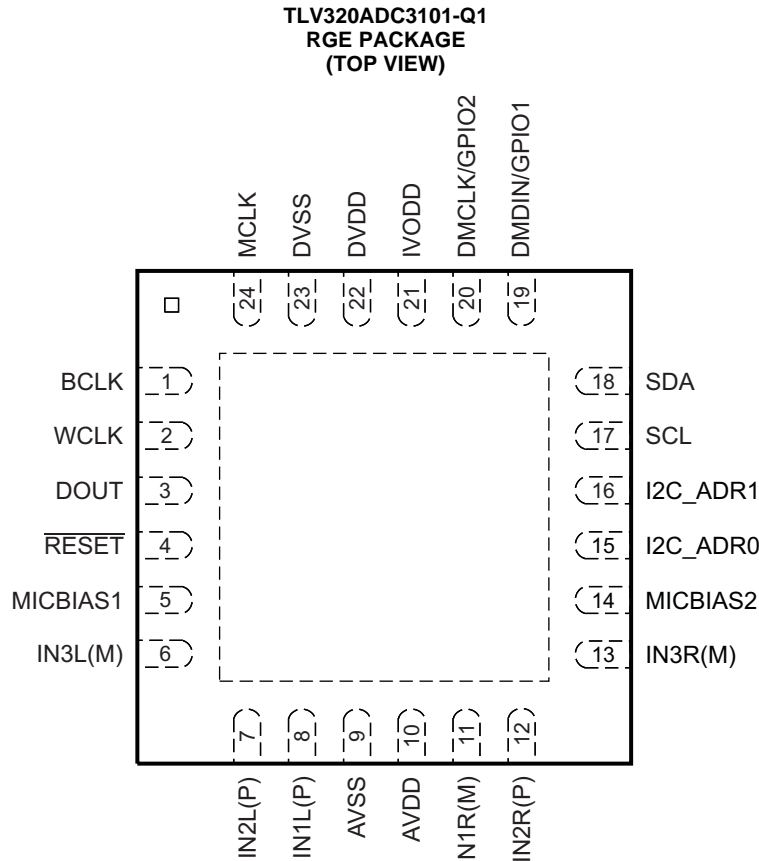 TLV320ADC3101-Q1
RGE PACKAGE
(TOP VIEW)
MCLK
DVSS
DVDD
IVODD
DMCLK/GPIO2
DMDIN/GPIO1
24
23
22
21
20
19
BCLK
1
18
SDA
WCLK
2
17
SCL
DOUT
3
16
I2C_ADR1
RESET
4
15
I2C_ADR0
MICBIAS1
5
14
MICBIAS2
IN3L(M)
6
13
IN3R(M)
7
8
9
10
11
12
IN2L(P)
IN1L(P)
AVSS
AVDD
N1R(M)
IN2R(P)